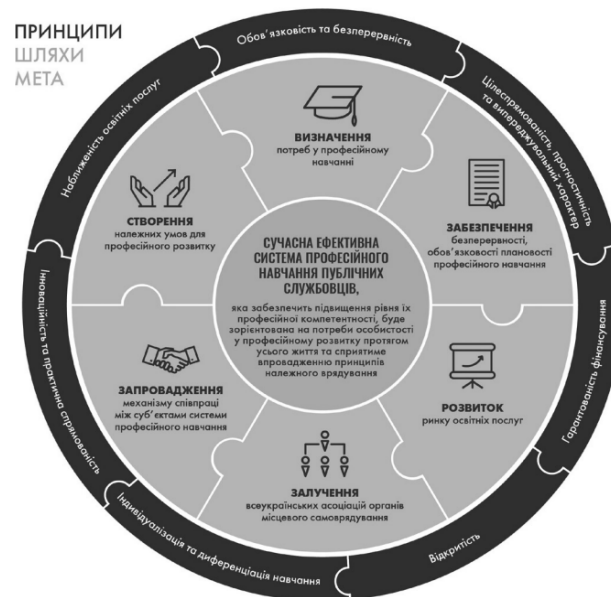 ПРИНЦИПИ
ШЛЯХИ
МЕТА
Обов’язковість та безперервність
Цілеспрямованість, прогностичність
та випереджувальний характер
Гарантованість фінансування
Відкритість
Індивідуалізація та диференціація навчання
Інноваційність та практична спрямованість
Наближеність освітніх послуг
ВИЗНАЧЕННЯ
потреб у професійному
навчанні
ЗАБЕЗПЕЧЕННЯ
безперервності,
обов’язковості плановості
професійного навчання
РОЗВИТОК
ринку освітніх послуг
ЗАЛУЧЕННЯ
всеукраїнських асоціацій органів
місцевого самоврядування
ЗАПРОВАДЖЕННЯ
механізму співпраці
між суб’єктами системи
професійного навчання
СТВОРЕННЯ
належних умов для
професійного розвитку
СУЧАСНА ЕФЕКТИВНА
СИСТЕМА ПРОФЕСІЙНОГО
НАВЧАННЯ ПУБЛІЧНИХ
СЛУЖБОВЦІВ,
яка забезпечить підвищення рівня їх
професійної компетентності, буде
зорієнтована на потреби особистості
у професійному розвитку протягом
усього життя та сприятиме
впровадженню принципів
належного врядування